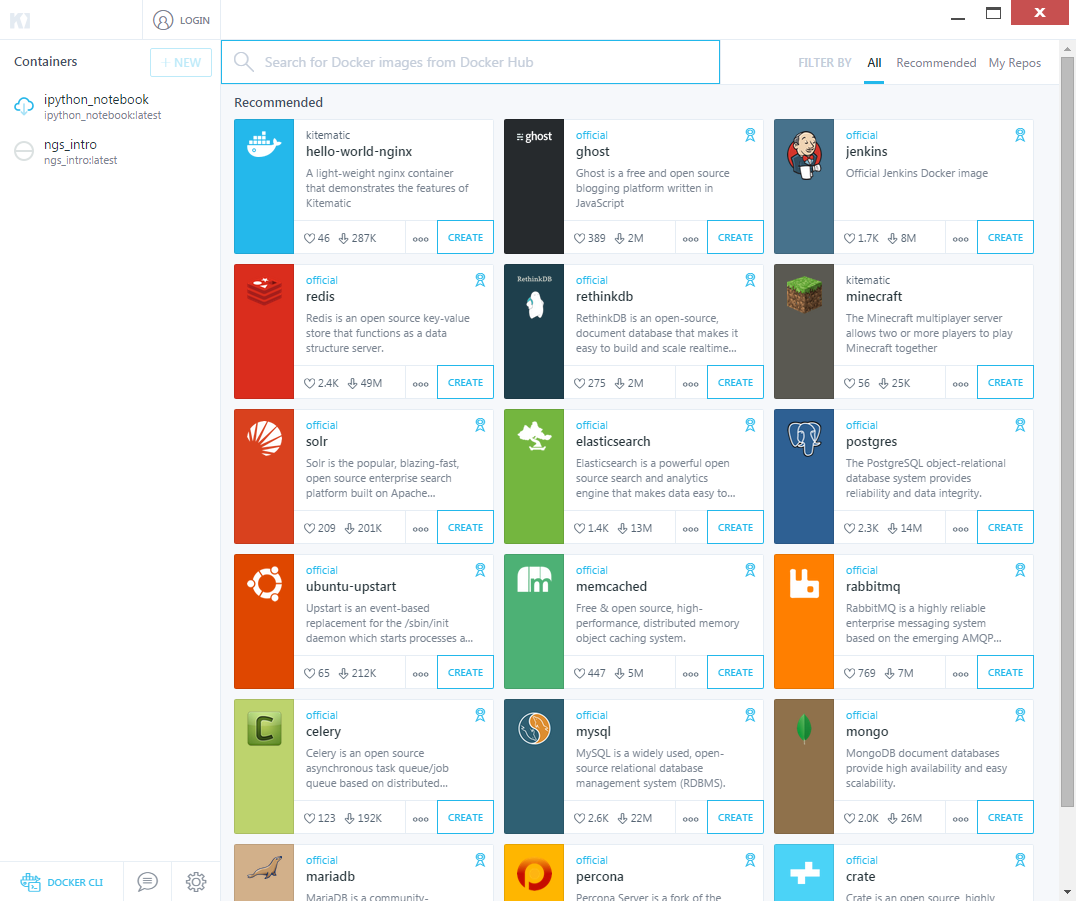 LOGIN
Containers
+ NEW
ipython_notebook
ipython_notebook:latest
ngs_intro
ngs_intro:latest
Search for Docker images from Docker Hub
FILTER BY All Recommended My Repos
Recommended
kitematic
hello-world-nginx
A light-weight nginx container
that demonstrates the features of
Kitematic
46 287K
CREATE
ghost
official
ghost
Ghost is a free and open source
blogging platform written in
JavaScript
389 2M
CREATE
official
jenkins
Official Jenkins Docker image
1.7K 8M
CREATE
official
redis
Redis is an open source key-value
store that functions as a data
structure server.
2.4K 49M
CREATE
RethinkDB
official
rethinkdb
RethinkDB is an open-source,
document database that makes it
easy to build and scale realtime...
275 2M
CREATE
kitematic
minecraft
The Minecraft multiplayer server
allows two or more players to play
Minecraft together
56 25K
CREATE
official
solr
Solr is the popular, blazing-fast,
open source enterprise search
platform built on Apache...
209 201K
CREATE
official
elasticsearch
Elasticsearch is a powerful open
source search and analytics
engine that makes data easy to...
1.4K 13M
CREATE
official
postgres
The PostgreSQL object-relational
database system provides
reliability and data integrity.
2.3K 14M
CREATE
official
ubuntu-upstart
Upstart is an event-based
replacement for the /sbin/init
daemon which starts processes a...
65 212K
CREATE
official
memcached
Free & open source, high-
performance, distributed memory
object caching system.
447 5M
CREATE
official
rabbitmq
RabbitMQ is a highly reliable
enterprise messaging system
based on the emerging AMQP...
769 7M
CREATE
official
celery
Celery is an open source
asynchronous task queue/job
queue based on distributed...
123 192K
CREATE
official
mysql
MySQL is a widely used, open-
source relational database
management system (RDBMS).
2.6K 22M
CREATE
official
mongo
MongoDB document databases
provide high availability and easy
scalability.
2.0K 26M
CREATE
official
mariadb
MariaDB is a community-
official
percona
Percona Server is a fork of the
official
crate
Crate is an open source, highly
DOCKER CLI